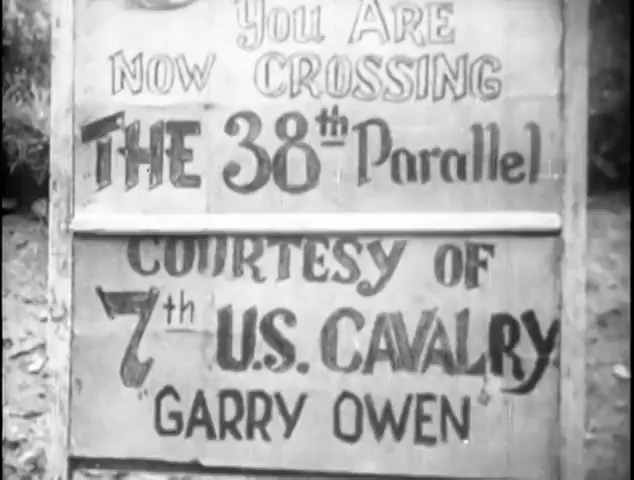 You ARE
NOW CROSSING
THE 38th Parallel
COURTESY OF
7th U.S. CAVALRY
"GARRY OWEN"